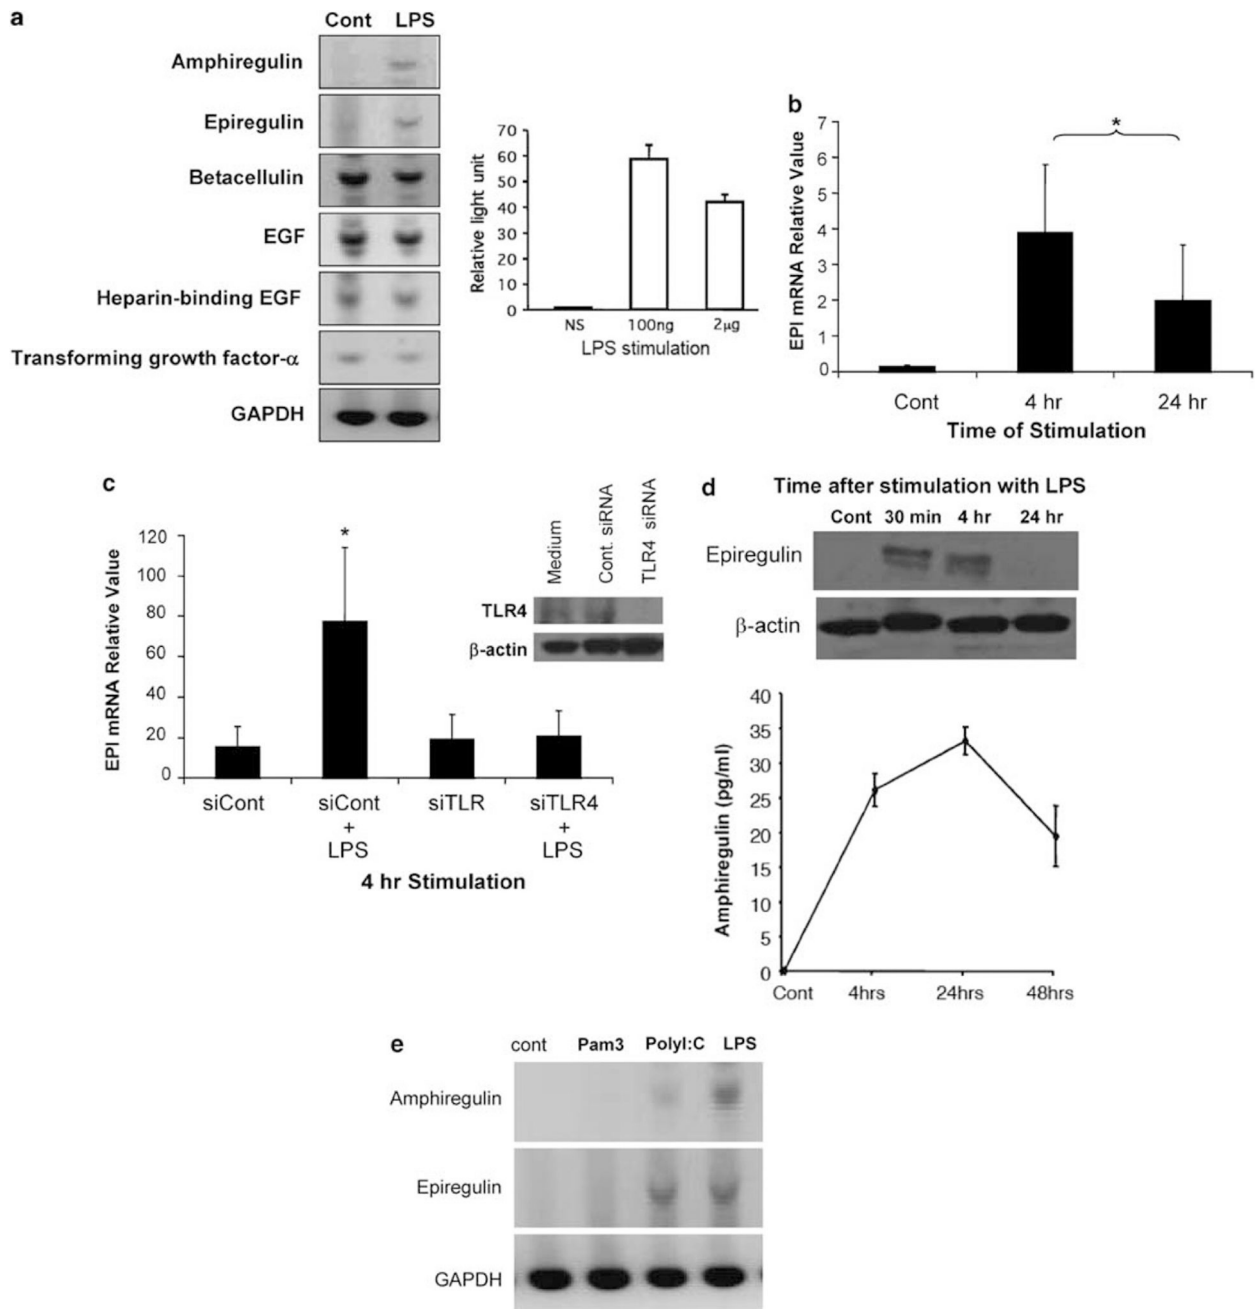 a
Cont LPS
Amphiregulin
Epiregulin
Betacellulin
EGF
Heparin-binding EGF
Transforming growth factor-α
GAPDH
Relative light unit
70
60
50
40
30
20
10
0
NS 100ng 2μg
LPS stimulation
b
EPI mRNA Relative Value
7
6
5
4
3
2
1
0
*
Cont 4 hr 24 hr
Time of Stimulation
c
EPI mRNA Relative Value
120
100
80
60
40
20
0
*
siCont siCont + LPS siTLR siTLR4 + LPS
4 hr Stimulation
Medium
Cont. siRNA
TLR4 siRNA
TLR4
β-actin
d
Time after stimulation with LPS
Cont 30 min 4 hr 24 hr
Epiregulin
β-actin
Amphiregulin (pg/ml)
40
35
30
25
20
15
10
5
0
Cont 4hrs 24hrs 48hrs
e
cont Pam3 PolyI:C LPS
Amphiregulin
Epiregulin
GAPDH